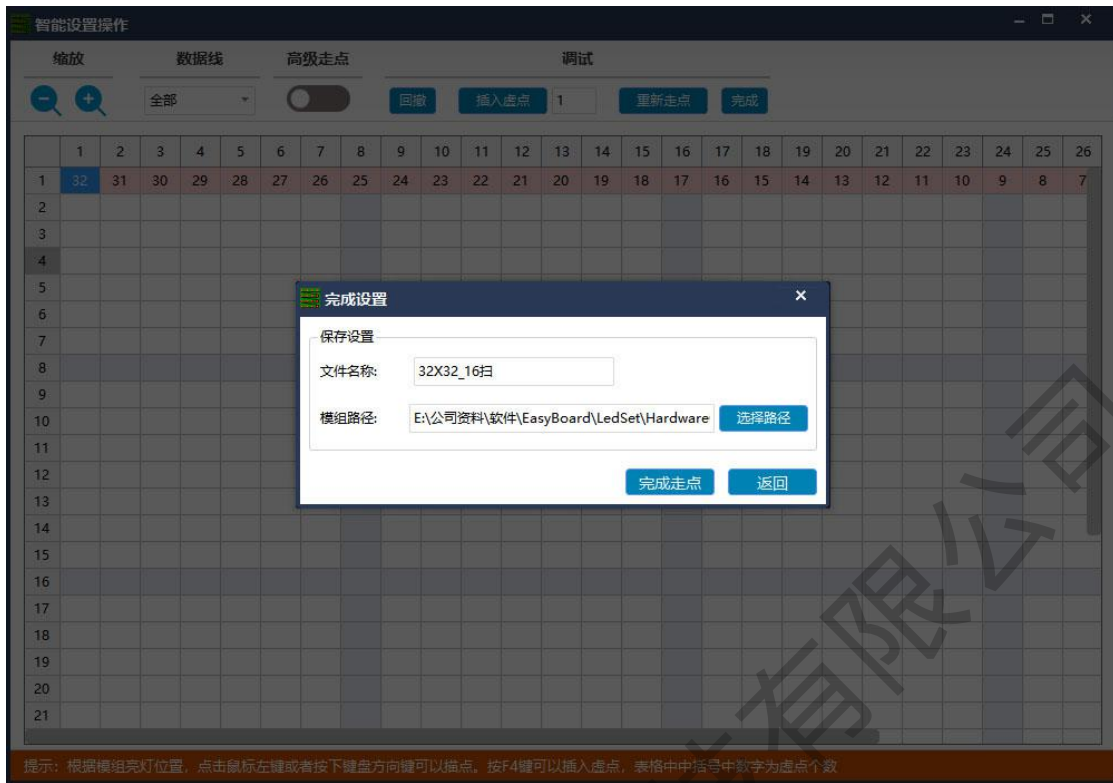 智能设置操作
缩放 数据线 高级走点 调试
全部 回撤 插入虚点 1 重新走点 完成
1 2 3 4 5 6 7 8 9 10 11 12 13 14 15 16 17 18 19 20 21 22 23 24 25 26
1 32 31 30 29 28 27 26 25 24 23 22 21 20 19 18 17 16 15 14 13 12 11 10 9 8 7
2
3
4
5
6
7
8
9
10
11
12
13
14
15
16
17
18
19
20
21
完成设置
保存设置
文件名称: 32X32_16扫
模组路径: E:\公司资料\软件\EasyBoard\LedSet\Hardware 选择路径
完成走点 返回
提示：根据模组亮灯位置，点击鼠标左键或者按下键盘方向键可以描点。按F4键可以插入虚点，表格中中括号中数字为虚点个数
有限公司